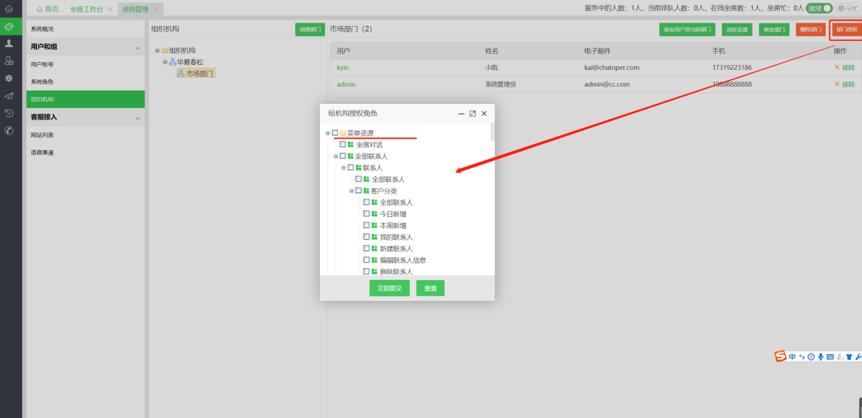 首页 坐席工作台 系统管理 服务中的人数：1人，当前排队人数：0人，在线坐席数：1人，坐席忙：0人 就绪 示忙
系统概况
用户和组
用户账号
系统角色
组织机构
客服接入
网站列表
语音渠道
组织机构 创建部门
组织机构
华夏春松
市场部门
市场部门（2） 添加用户到当前部门 地区设置 修改部门 删除部门 部门授权
用户 姓名 电子邮件 手机 操作
kyle 小凯 kai@chatoper.com 17319223186 移除
admin 系统管理员 admin@cc.com 18688888888 移除
给机构授权角色
菜单资源
坐席对话
全部联系人
联系人
全部联系人
客户分类
全部联系人
今日新增
本周新增
我的联系人
新建联系人
编辑联系人信息
删除联系人
立即提交 重置
中